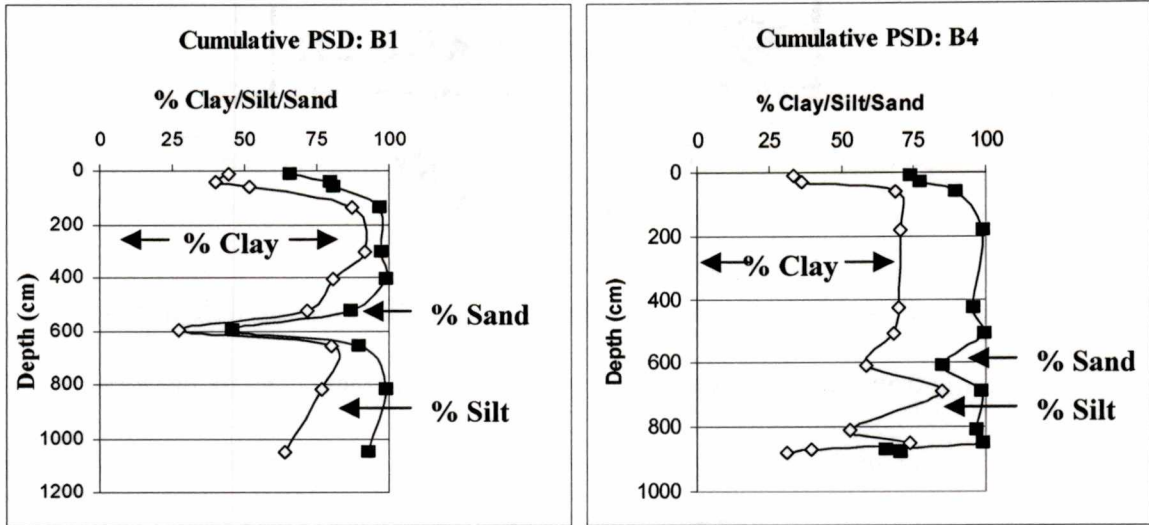 Cumulative PSD: B1
% Clay/Silt/Sand
0 25 50 75 100
0
200
400
600
800
1000
1200
Depth (cm)
% Clay
% Sand
% Silt
Cumulative PSD: B4
% Clay/Silt/Sand
0 25 50 75 100
0
200
400
600
800
1000
Depth (cm)
% Clay
% Sand
% Silt